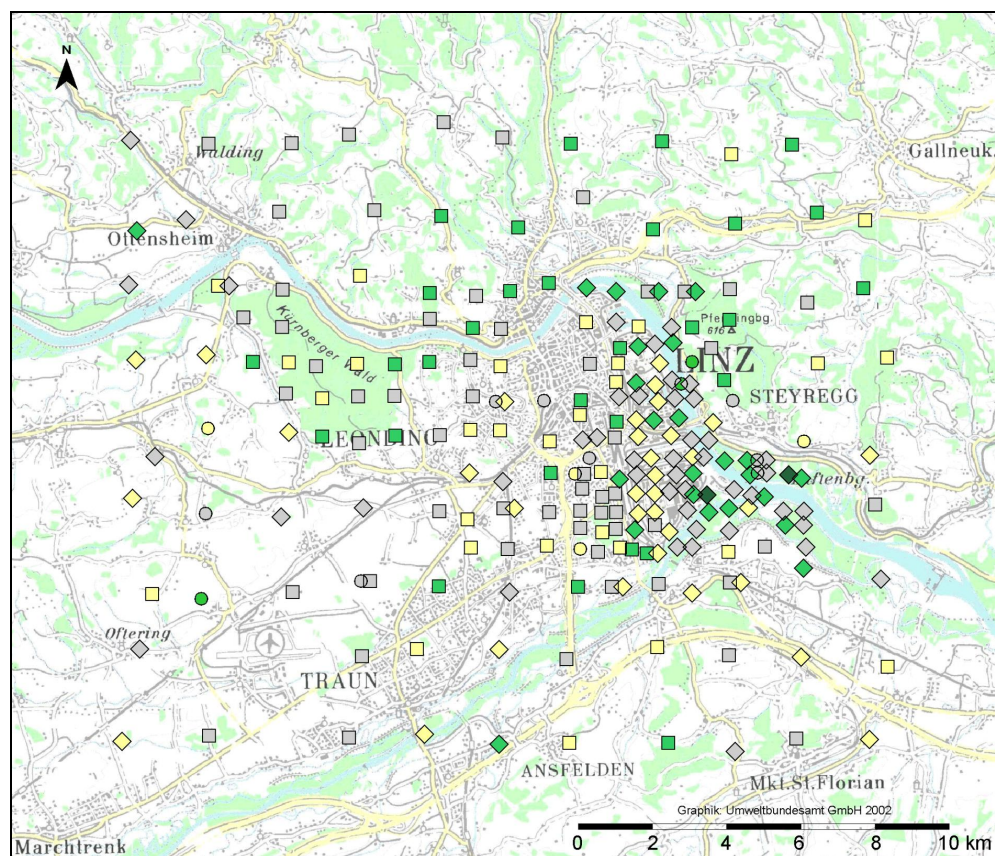 N
Walding
Gallneuk.
Ottensheim
Kürnberger Wald
Pfenningbg.
616
LINZ
STEYREGG
LEONDING
Oftering
TRAUN
ANSFELDEN
Mkt.St.Florian
Graphik: Umweltbundesamt GmbH 2002
Marchtrenk
0 2 4 6 8 10 km